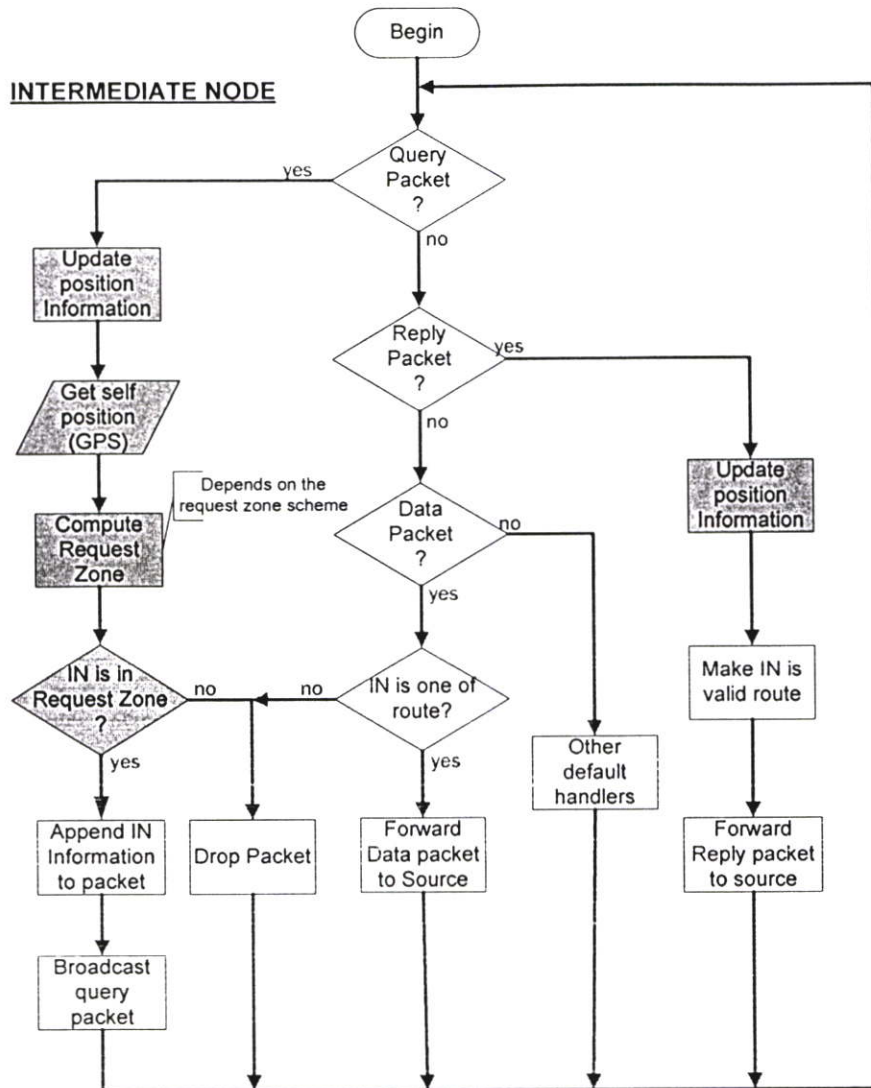 Begin
INTERMEDIATE NODE
Query
Packet
?
yes
no
Update
position
Information
Reply
Packet
?
yes
no
Get self
position
(GPS)
Depends on the
request zone scheme
Update
position
Information
Compute
Request
Zone
Data
Packet
?
no
yes
IN is in
Request Zone
?
no
no
IN is one of
route?
Make IN is
valid route
yes
yes
Other
default
handlers
Append IN
Information
to packet
Drop Packet
Forward
Data packet
to Source
Forward
Reply packet
to source
Broadcast
query
packet